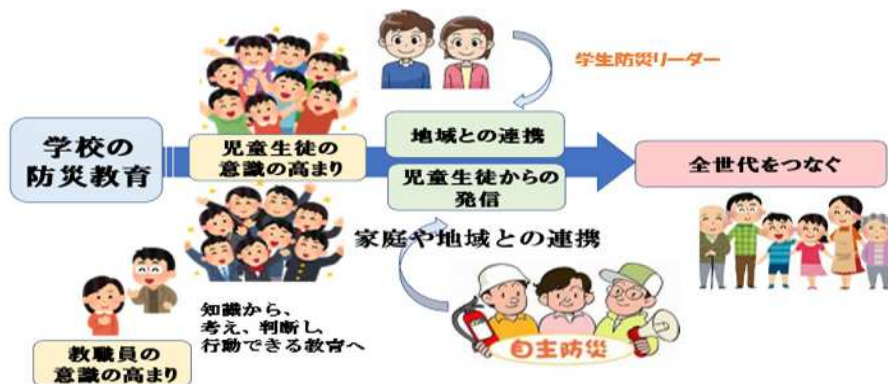 学生防災リーダー
学校の
防災教育
児童生徒の
意識の高まり
地域との連携
児童生徒からの
発信
全世代をつなぐ
家庭や地域との連携
知識から、
考え、判断し、
行動できる教育へ
自主防災
教職員の
意識の高まり